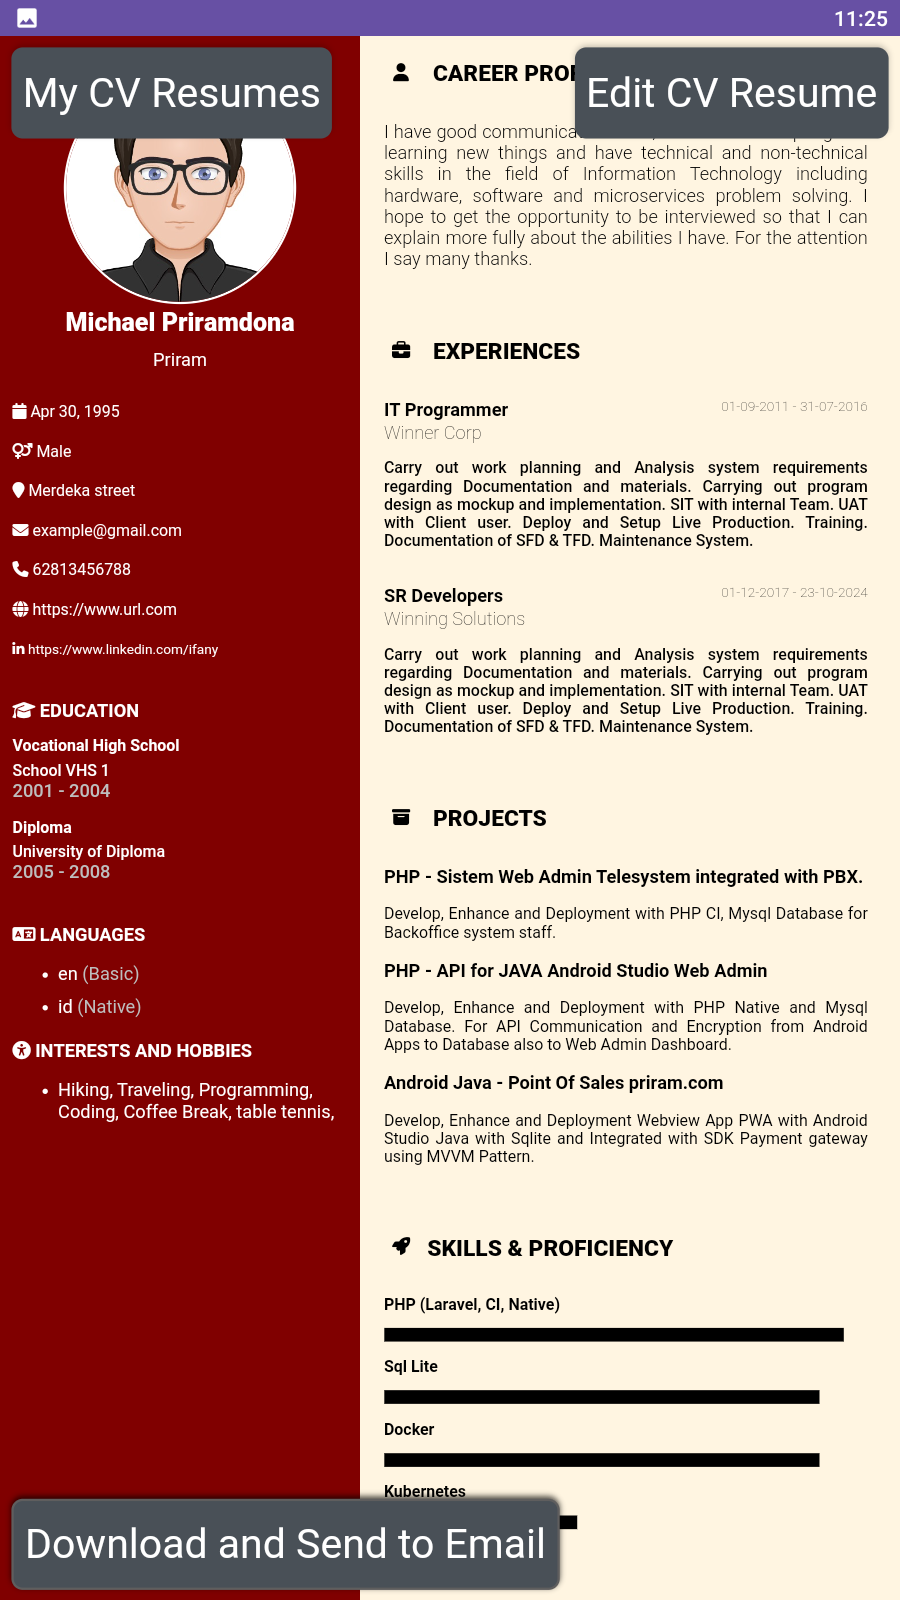 11:25
My CV Resumes
Edit CV Resume
Michael Priramdona
Priram
Apr 30, 1995
Male
Merdeka street
example@gmail.com
62813456788
https://www.url.com
https://www.linkedin.com/ifany
EDUCATION
Vocational High School
School VHS 1
2001 - 2004
Diploma
University of Diploma
2005 - 2008
LANGUAGES
• en (Basic)
• id (Native)
INTERESTS AND HOBBIES
• Hiking, Traveling, Programming,
Coding, Coffee Break, table tennis,
CAREER
I have good
learning new things and have technical and non-technical
skills in the field of Information Technology including
hardware, software and microservices problem solving. I
hope to get the opportunity to be interviewed so that I can
explain more fully about the abilities I have. For the attention
I say many thanks.
EXPERIENCES
IT Programmer
01-09-2011 - 31-07-2016
Winner Corp
Carry out work planning and Analysis system requirements
regarding Documentation and materials. Carrying out program
design as mockup and implementation. SIT with internal Team. UAT
with Client user. Deploy and Setup Live Production. Training.
Documentation of SFD & TFD. Maintenance System.
SR Developers
01-12-2017 - 23-10-2024
Winning Solutions
Carry out work planning and Analysis system requirements
regarding Documentation and materials. Carrying out program
design as mockup and implementation. SIT with internal Team. UAT
with Client user. Deploy and Setup Live Production. Training.
Documentation of SFD & TFD. Maintenance System.
PROJECTS
PHP - Sistem Web Admin Telesystem integrated with PBX.
Develop, Enhance and Deployment with PHP CI, Mysql Database for
Backoffice system staff.
PHP - API for JAVA Android Studio Web Admin
Develop, Enhance and Deployment with PHP Native and Mysql
Database. For API Communication and Encryption from Android
Apps to Database also to Web Admin Dashboard.
Android Java - Point Of Sales priram.com
Develop, Enhance and Deployment Webview App PWA with Android
Studio Java with Sqlite and Integrated with SDK Payment gateway
using MVVM Pattern.
SKILLS & PROFICIENCY
PHP (Laravel, CI, Native)
Sql Lite
Docker
Kubernetes
Download and Send to Email